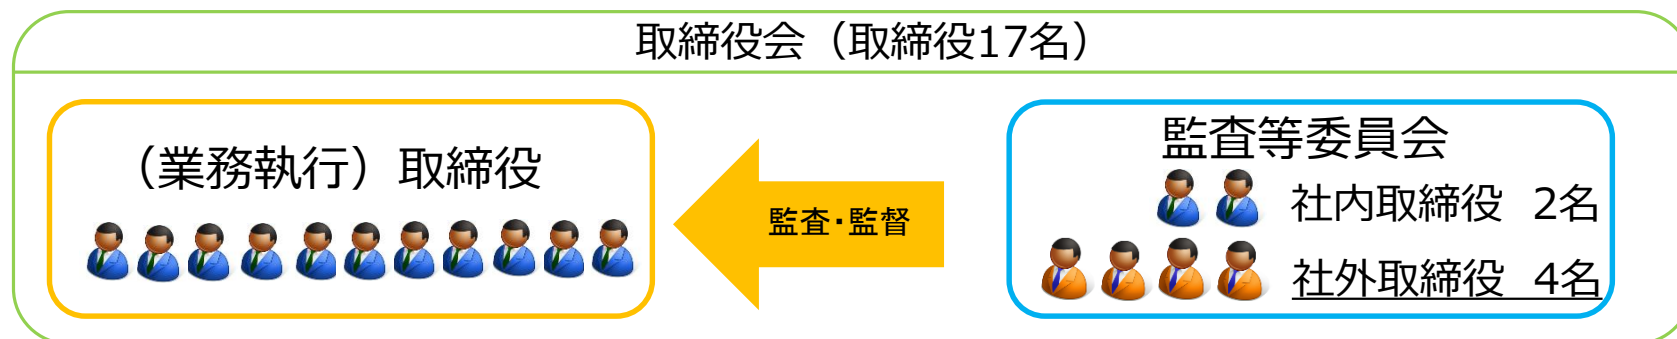 取締役会（取締役17名）
（業務執行）取締役
監査・監督
監査等委員会
社内取締役 2名
社外取締役 4名